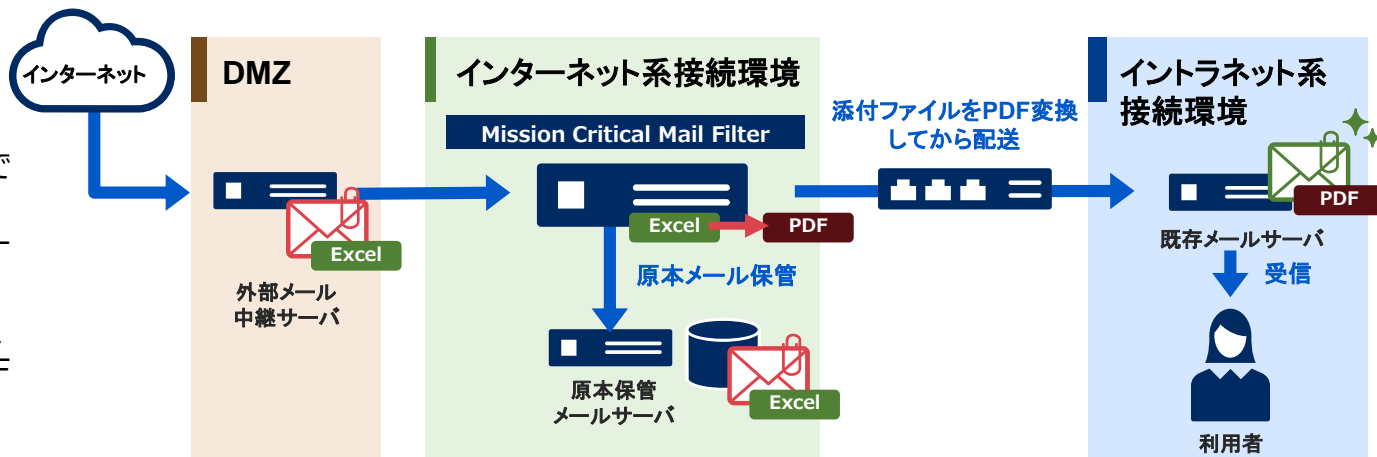 インターネット
DMZ
外部メール
中継サーバ
Excel
インターネット系接続環境
Mission Critical Mail Filter
Excel
PDF
原本メール保管
原本保管
メールサーバ
Excel
添付ファイルをPDF変換
してから配送
イントラネット系
接続環境
PDF
既存メールサーバ
受信
利用者
で